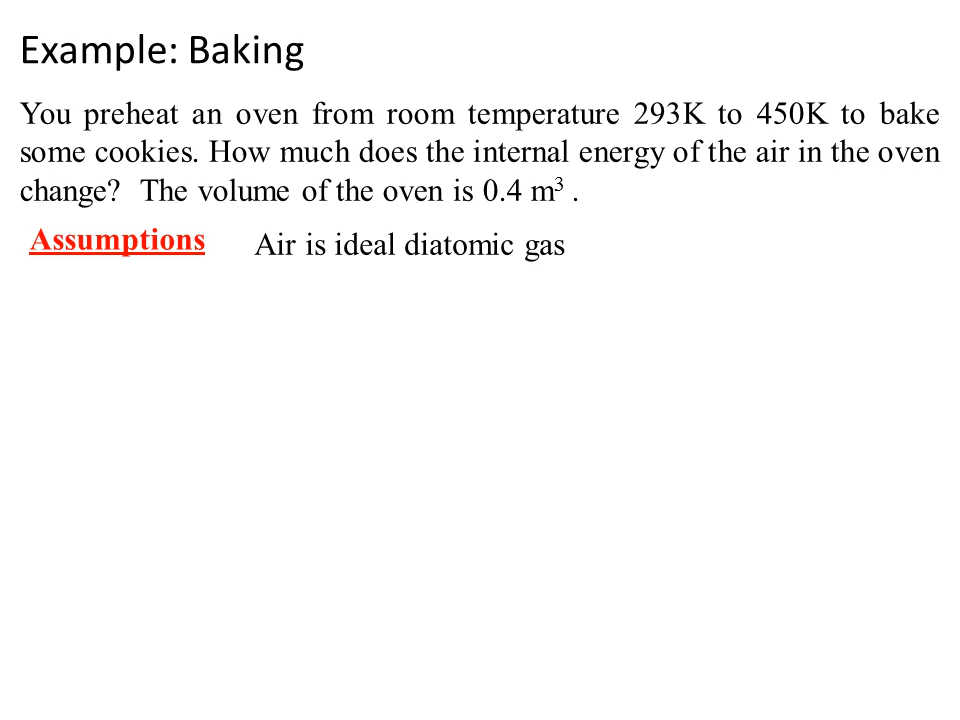 Example: Baking
You preheat an oven from room temperature 293K to 450K to bake
some cookies. How much does the internal energy of the air in the oven
change? The volume of the oven is 0.4 m³ .
Assumptions Air is ideal diatomic gas